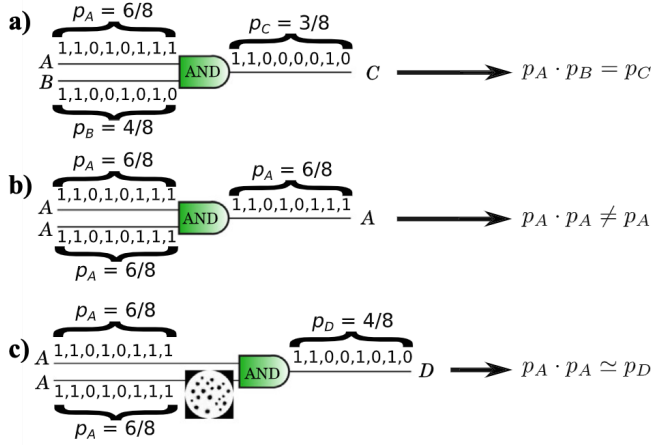 a)
p_A = 6/8
1,1,0,1,0,1,1,1
A
B
1,1,0,0,1,0,1,0
p_B = 4/8
AND
p_C = 3/8
1,1,0,0,0,0,1,0
C
p_A · p_B = p_C
b)
p_A = 6/8
1,1,0,1,0,1,1,1
A
A
1,1,0,1,0,1,1,1
p_A = 6/8
AND
p_A = 6/8
1,1,0,1,0,1,1,1
A
p_A · p_A ≠ p_A
c)
p_A = 6/8
1,1,0,1,0,1,1,1
A
A
1,1,0,1,0,1,1,1
p_A = 6/8
AND
p_D = 4/8
1,1,0,0,1,0,1,0
D
p_A · p_A ≃ p_D